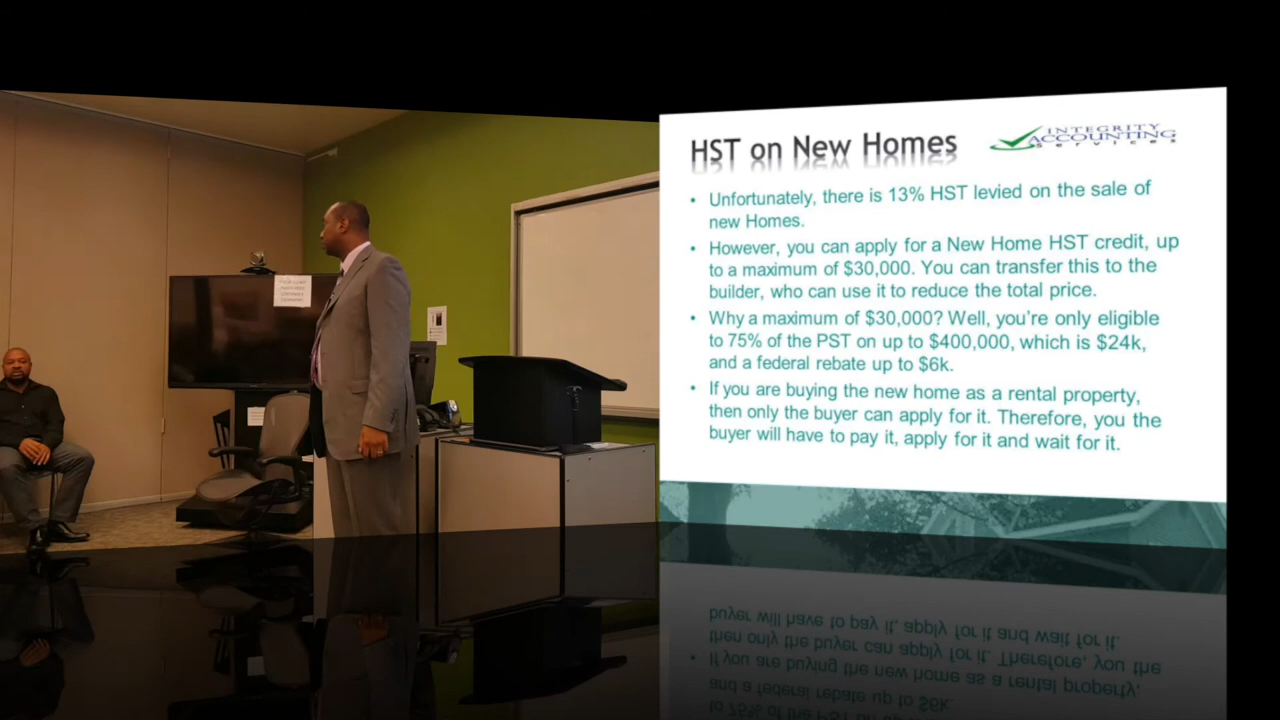 HST on New Homes
INTEGRITY
ACCOUNTING
Services
• Unfortunately, there is 13% HST levied on the sale of
new Homes.
• However, you can apply for a New Home HST credit, up
to a maximum of $30,000. You can transfer this to the
builder, who can use it to reduce the total price.
• Why a maximum of $30,000? Well, you're only eligible
to 75% of the PST on up to $400,000, which is $24k,
and a federal rebate up to $6k.
• If you are buying the new home as a rental property,
then only the buyer can apply for it. Therefore, you the
buyer will have to pay it, apply for it and wait for it.